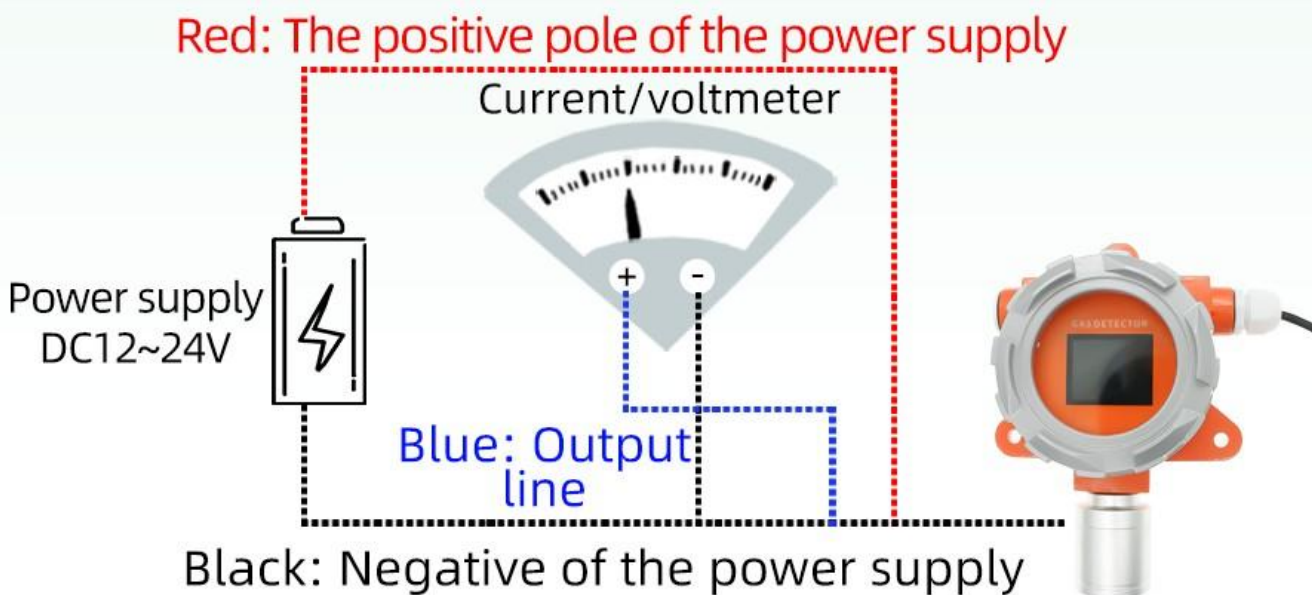 Red: The positive pole of the power supply
Current/voltmeter
+ -
Power supply
DC12~24V
GASDETECTOR
Blue: Output
line
Black: Negative of the power supply